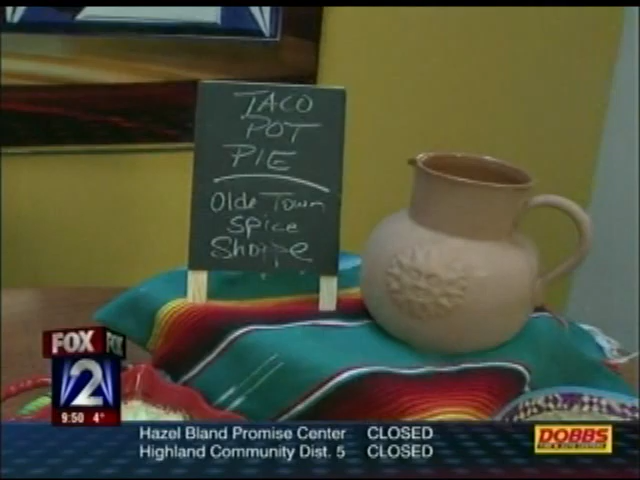 TACO
POT
PIE
Olde Town
Spice
Shoppe
FOX
2
9:50 4°
Hazel Bland Promise Center CLOSED
Highland Community Dist. 5 CLOSED
DOBBS